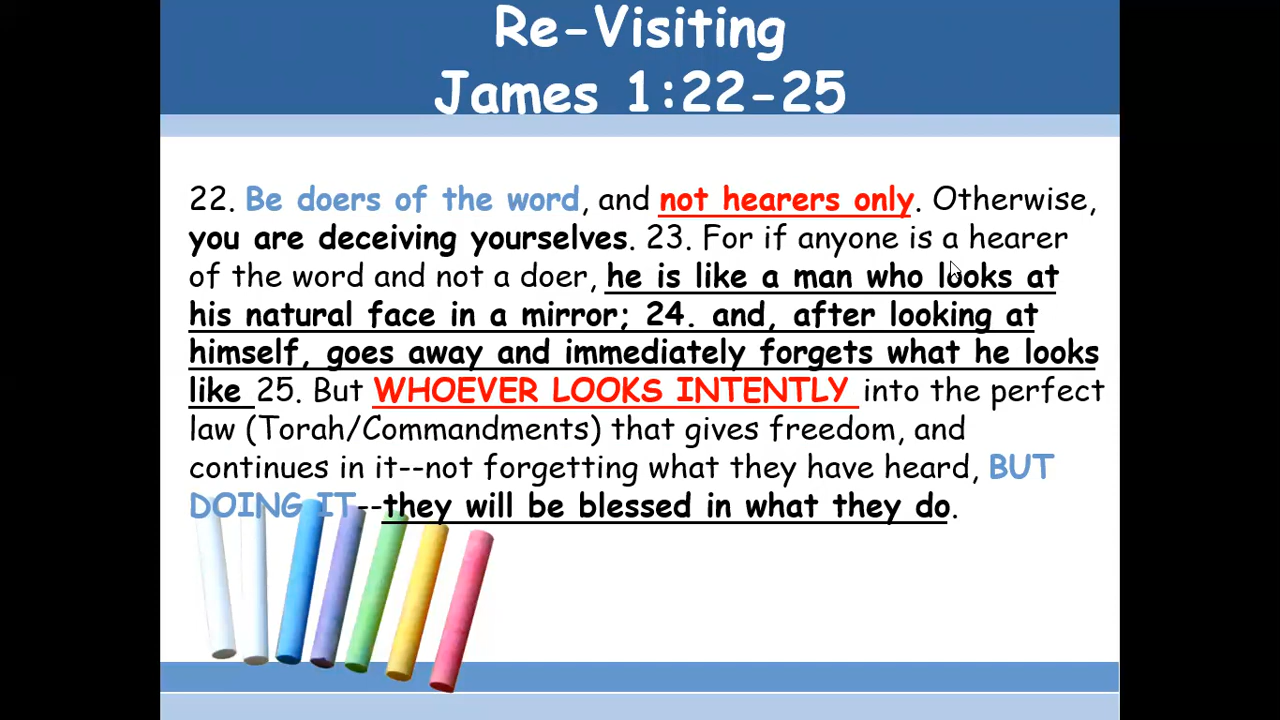 Re-Visiting
James 1:22-25
22. Be doers of the word, and not hearers only. Otherwise,
you are deceiving yourselves. 23. For if anyone is a hearer
of the word and not a doer, he is like a man who looks at
his natural face in a mirror; 24. and, after looking at
himself, goes away and immediately forgets what he looks
like 25. But WHOEVER LOOKS INTENTLY into the perfect
law (Torah/Commandments) that gives freedom, and
continues in it--not forgetting what they have heard, BUT
DOING IT--they will be blessed in what they do.